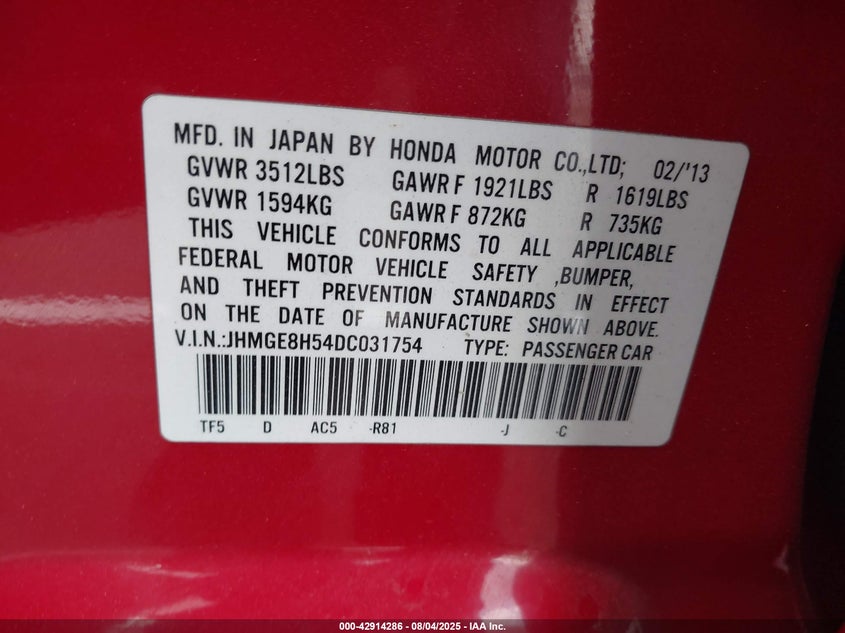 MFD. IN JAPAN BY HONDA MOTOR CO.,LTD; 02/'13
GVWR 3512LBS GAWR F 1921LBS R 1619LBS
GVWR 1594KG GAWR F 872KG R 735KG
THIS VEHICLE CONFORMS TO ALL APPLICABLE
FEDERAL MOTOR VEHICLE SAFETY ,BUMPER,
AND THEFT PREVENTION STANDARDS IN EFFECT
ON THE DATE OF MANUFACTURE SHOWN ABOVE.
V.I.N.:JHMGE8H54DC031754 TYPE: PASSENGER CAR
TF5 D AC5 -R81 -J -C
000-42914286 - 08/04/2025 - IAA Inc.